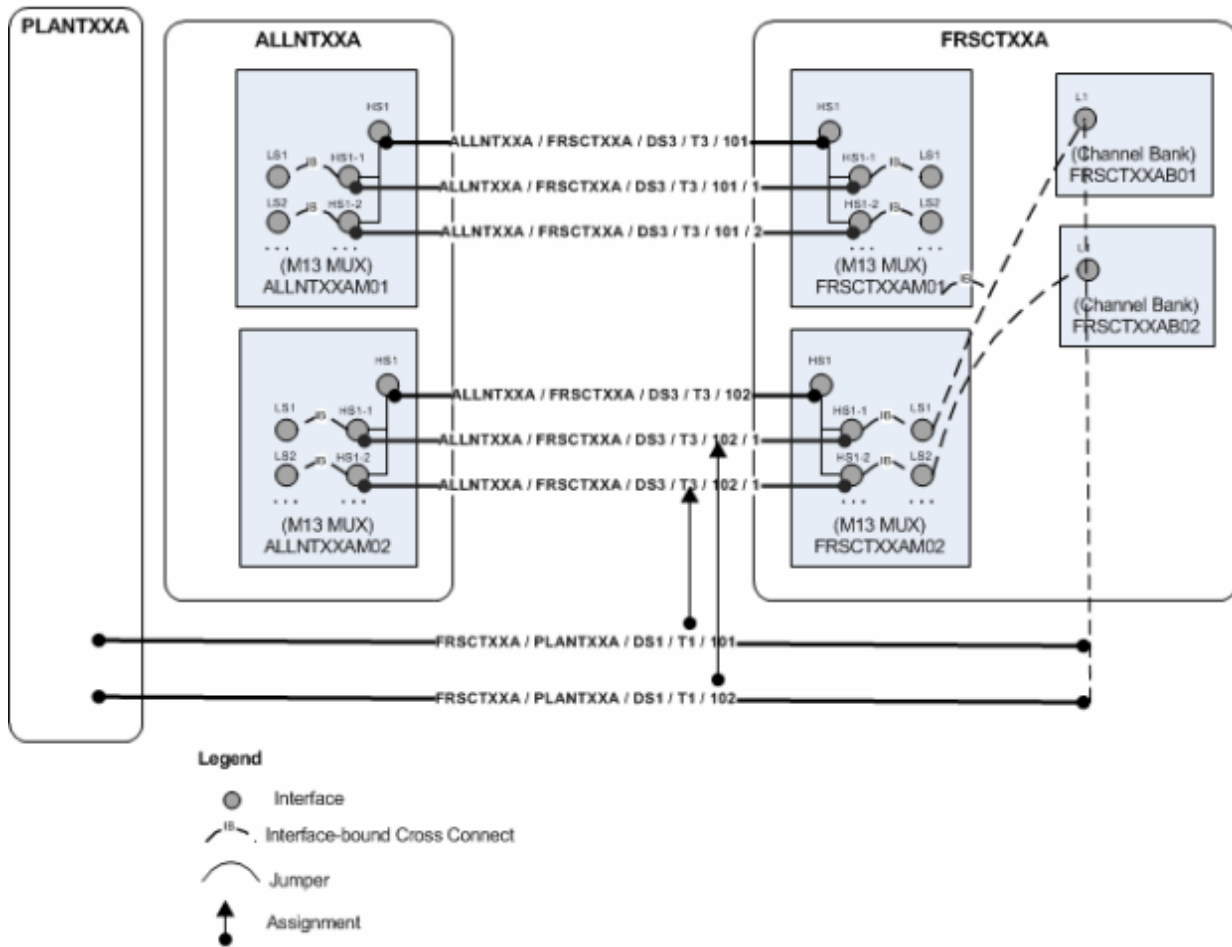 PLANTXXA
ALLNTXXA
FRSCTXXA
HS1
LS1
IB
HS1-1
LS2
IB
HS1-2
. . .
. . .
(M13 MUX)
ALLNTXXAM01
ALLNTXXA / FRSCTXXA / DS3 / T3 / 101
ALLNTXXA / FRSCTXXA / DS3 / T3 / 101 / 1
ALLNTXXA / FRSCTXXA / DS3 / T3 / 101 / 2
HS1
HS1-1
IB
LS1
HS1-2
IB
LS2
. . .
. . .
(M13 MUX)
FRSCTXXAM01
IB
L1
(Channel Bank)
FRSCTXXAB01
L1
(Channel Bank)
FRSCTXXAB02
HS1
LS1
IB
HS1-1
LS2
IB
HS1-2
. . .
. . .
(M13 MUX)
ALLNTXXAM02
ALLNTXXA / FRSCTXXA / DS3 / T3 / 102
ALLNTXXA / FRSCTXXA / DS3 / T3 / 102 / 1
ALLNTXXA / FRSCTXXA / DS3 / T3 / 102 / 1
HS1
HS1-1
IB
LS1
HS1-2
IB
LS2
. . .
. . .
(M13 MUX)
FRSCTXXAM02
FRSCTXXA / PLANTXXA / DS1 / T1 / 101
FRSCTXXA / PLANTXXA / DS1 / T1 / 102
Legend
Interface
IB
Interface-bound Cross Connect
Jumper
Assignment